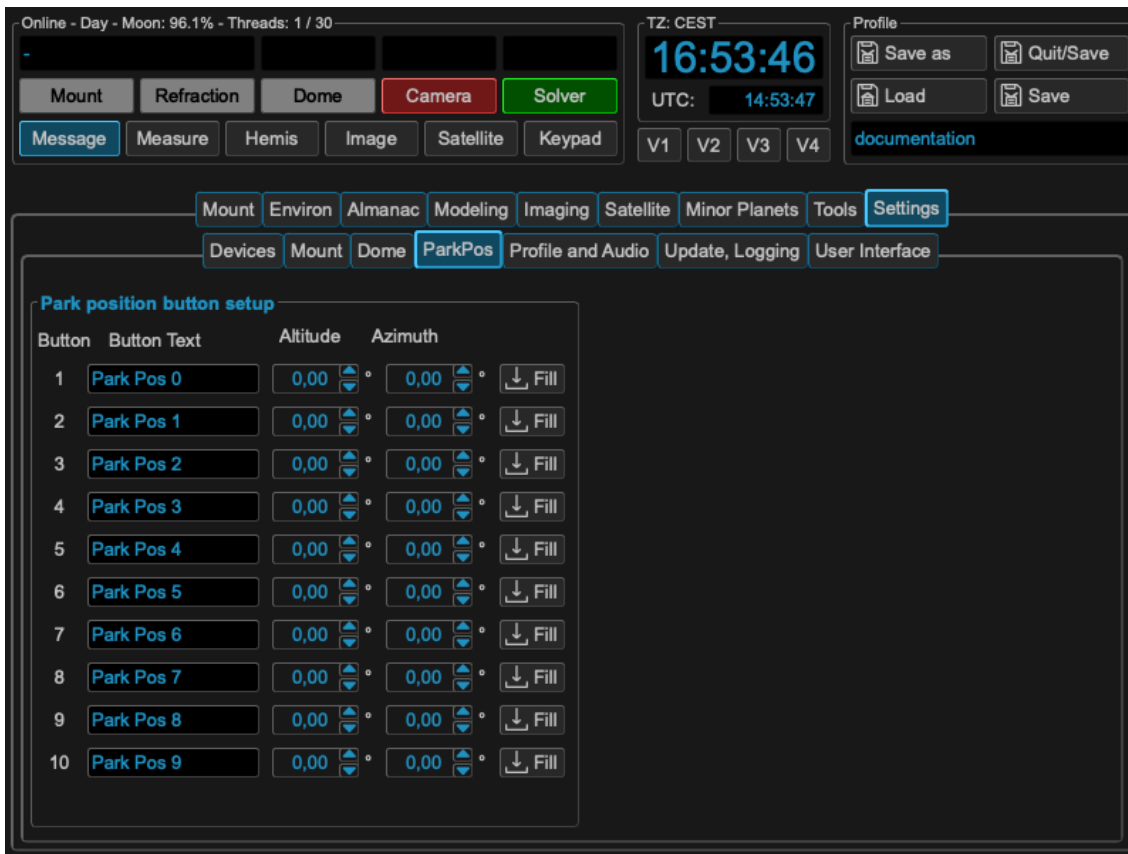 Online - Day - Moon: 96.1% - Threads: 1 / 30
TZ: CEST
Profile
-
16:53:46
Save as
Quit/Save
Mount Refraction Dome Camera Solver
UTC: 14:53:47
Load
Save
Message Measure Hemis Image Satellite Keypad
V1 V2 V3 V4
documentation
Mount Environ Almanac Modeling Imaging Satellite Minor Planets Tools Settings
Devices Mount Dome ParkPos Profile and Audio Update, Logging User Interface
Park position button setup
Button Button Text Altitude Azimuth
1 Park Pos 0 0,00 ° 0,00 ° Fill
2 Park Pos 1 0,00 ° 0,00 ° Fill
3 Park Pos 2 0,00 ° 0,00 ° Fill
4 Park Pos 3 0,00 ° 0,00 ° Fill
5 Park Pos 4 0,00 ° 0,00 ° Fill
6 Park Pos 5 0,00 ° 0,00 ° Fill
7 Park Pos 6 0,00 ° 0,00 ° Fill
8 Park Pos 7 0,00 ° 0,00 ° Fill
9 Park Pos 8 0,00 ° 0,00 ° Fill
10 Park Pos 9 0,00 ° 0,00 ° Fill